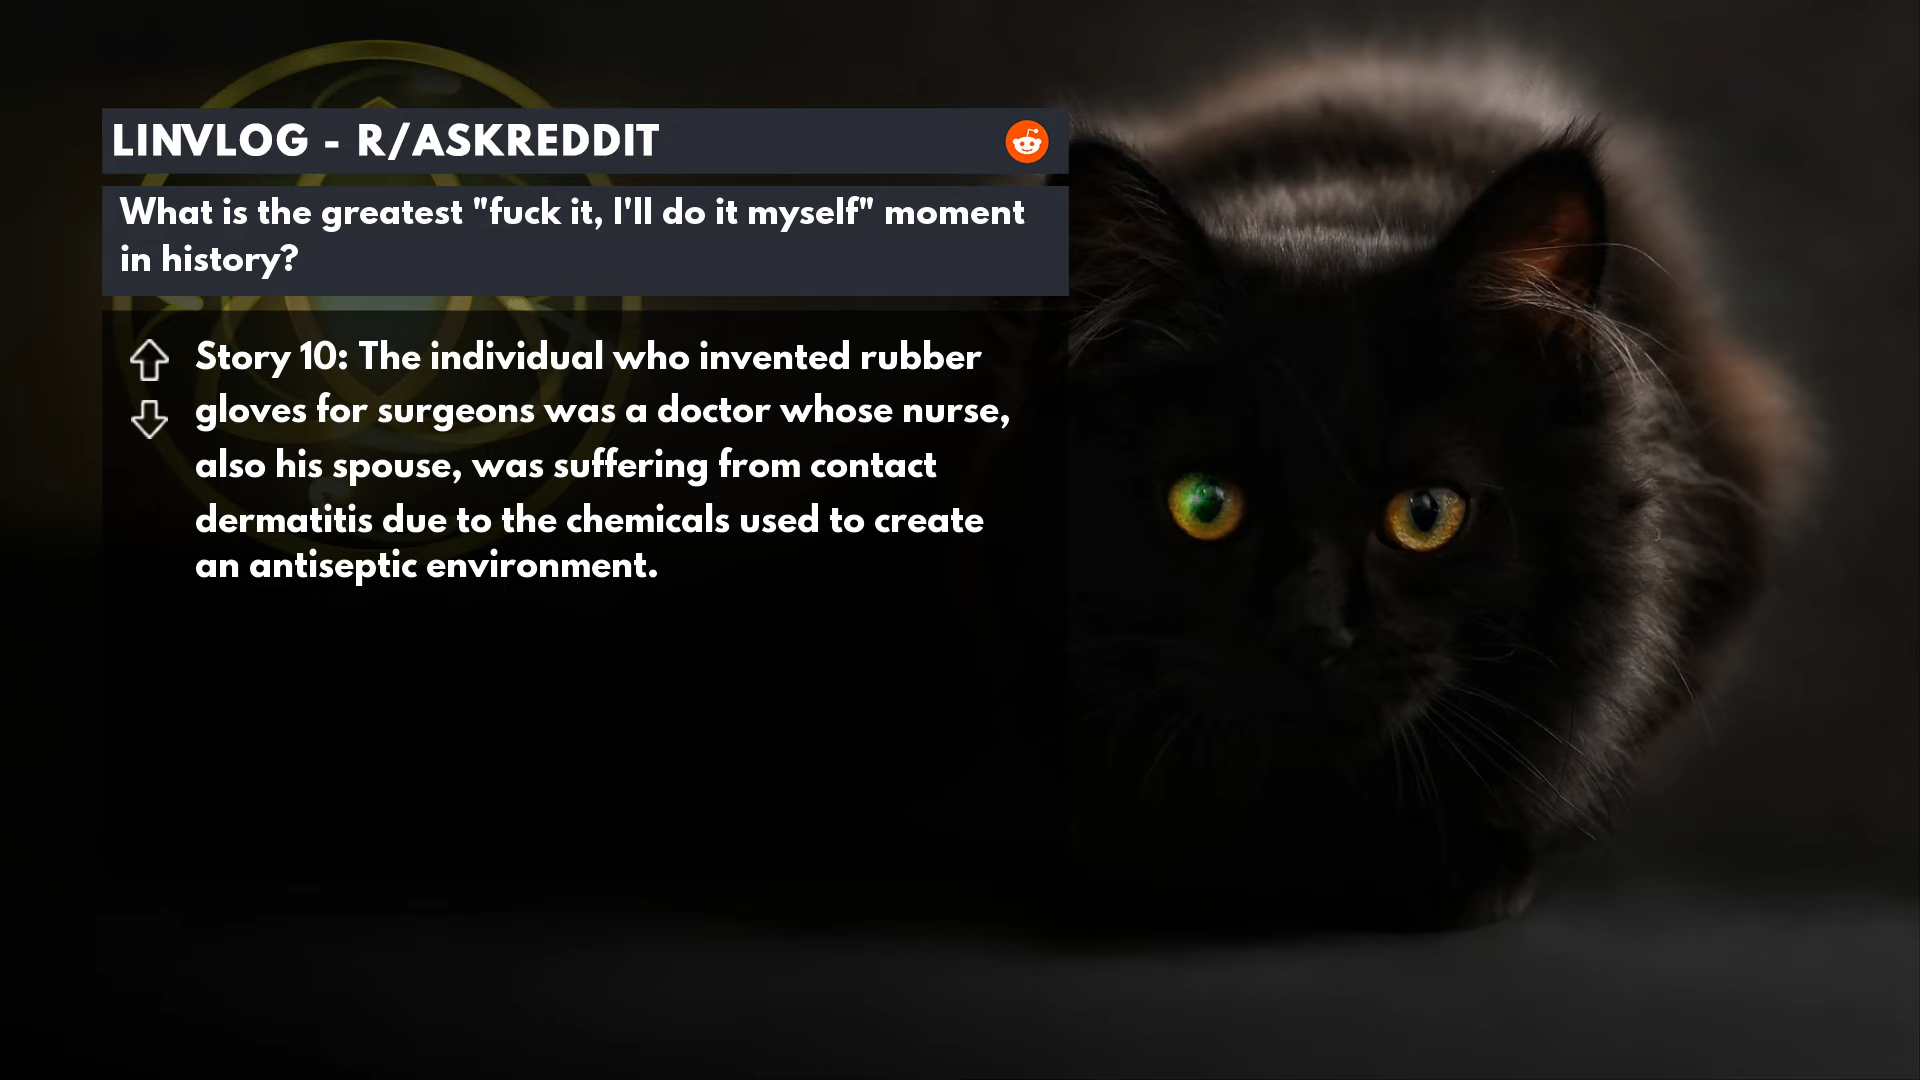 LINVLOG - R/ASKREDDIT
What is the greatest "fuck it, I'll do it myself" moment
in history?
Story 10: The individual who invented rubber
gloves for surgeons was a doctor whose nurse,
also his spouse, was suffering from contact
dermatitis due to the chemicals used to create
an antiseptic environment.